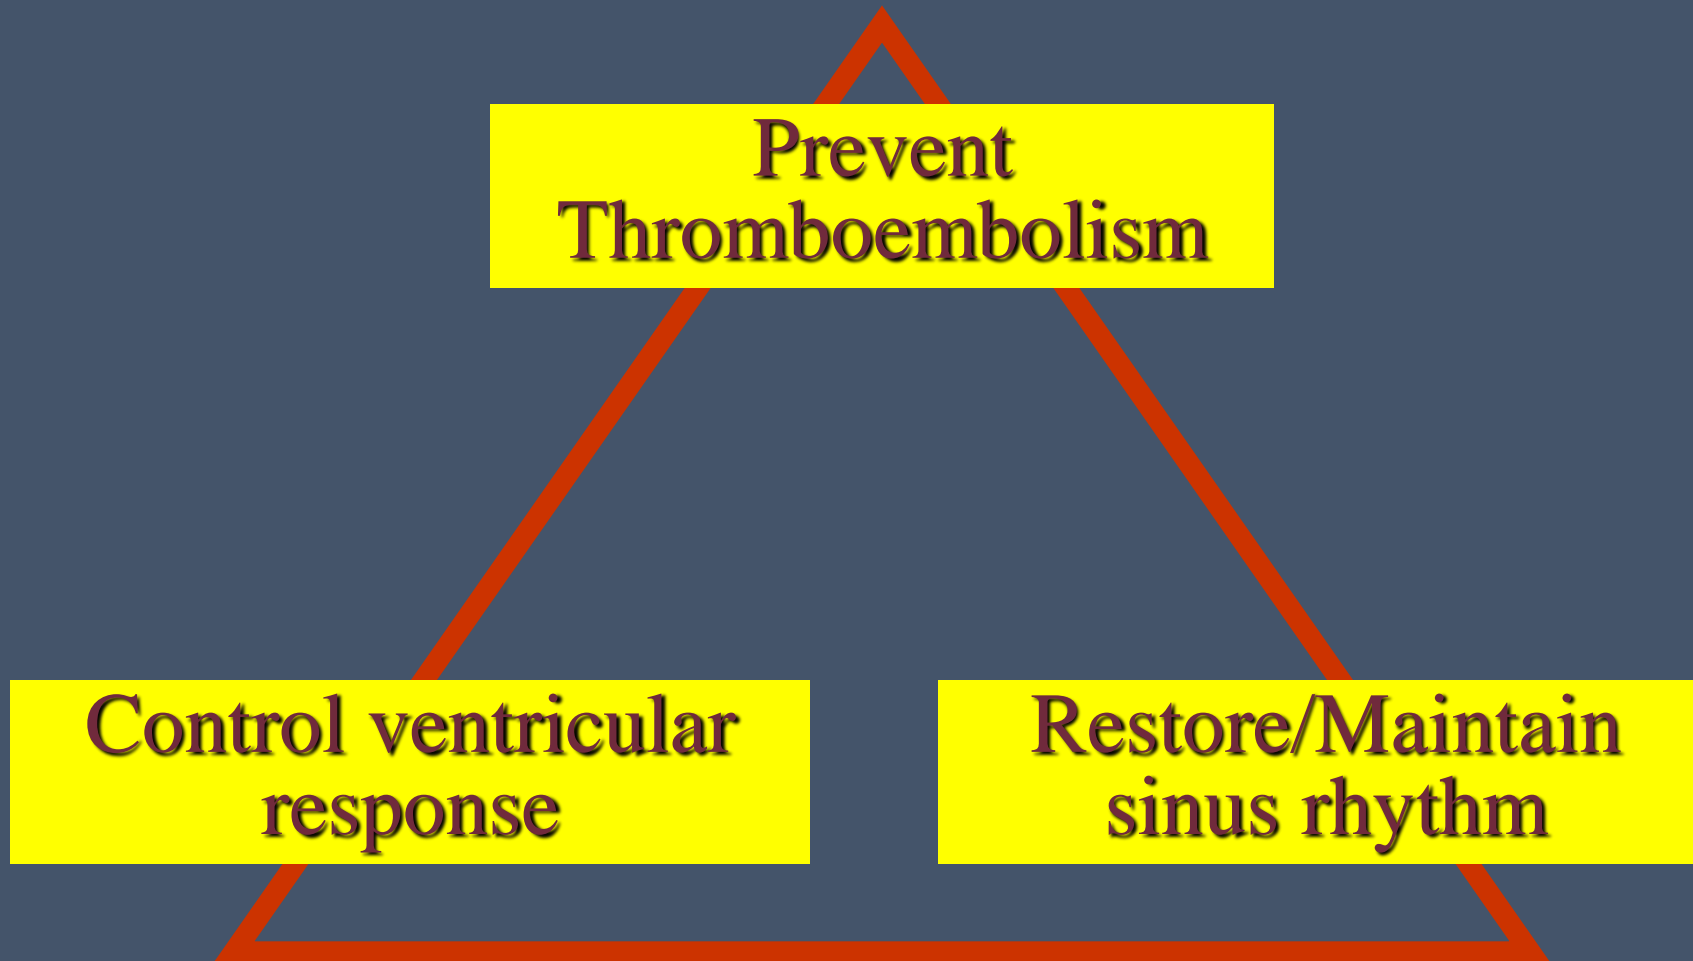 Prevent
Thromboembolism
Control ventricular
response
Restore/Maintain
sinus rhythm